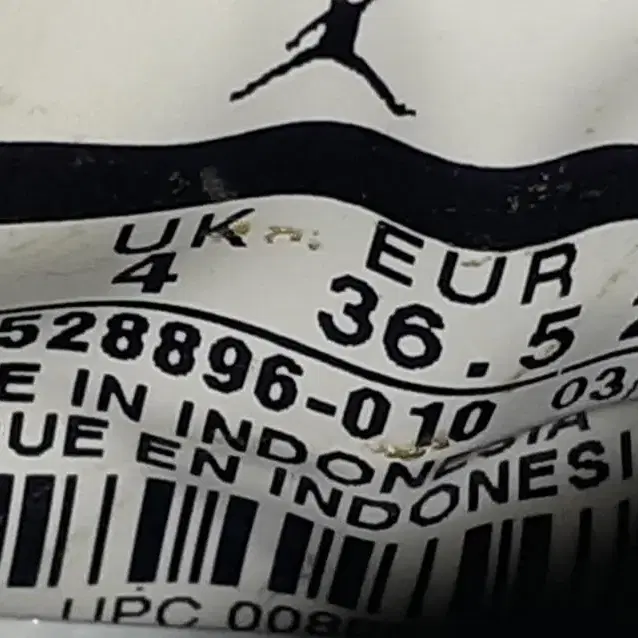 UK EUR
4 36.5
528896-010 03
E IN INDONESIA
UE EN INDONESI
UPC 008